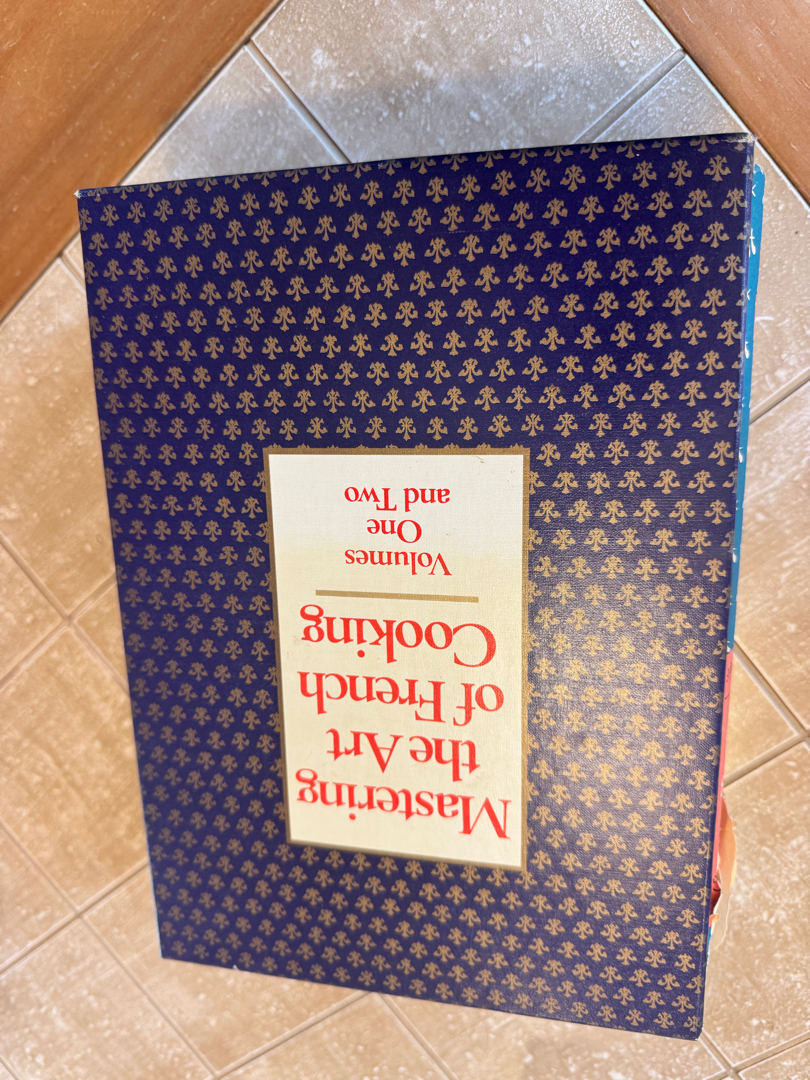 Mastering
the Art
of French
Cooking
Volumes
One
and Two